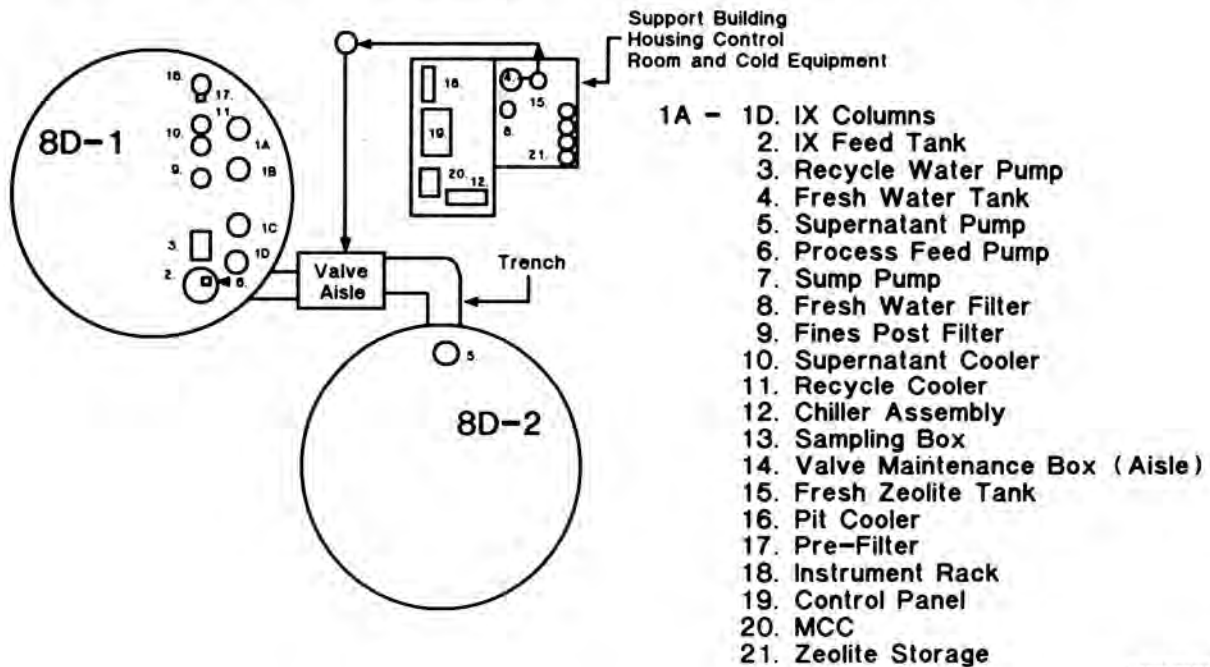 Support Building
Housing Control
Room and Cold Equipment
16.
17.
11.
10.
1A
8D-1
9.
1B
1C
3.
1D
2.
6.
18.
4.
15.
19.
8.
21.
20.
12.
Valve
Aisle
Trench
5.
8D-2
1A - 1D. IX Columns
2. IX Feed Tank
3. Recycle Water Pump
4. Fresh Water Tank
5. Supernatant Pump
6. Process Feed Pump
7. Sump Pump
8. Fresh Water Filter
9. Fines Post Filter
10. Supernatant Cooler
11. Recycle Cooler
12. Chiller Assembly
13. Sampling Box
14. Valve Maintenance Box (Aisle)
15. Fresh Zeolite Tank
16. Pit Cooler
17. Pre-Filter
18. Instrument Rack
19. Control Panel
20. MCC
21. Zeolite Storage